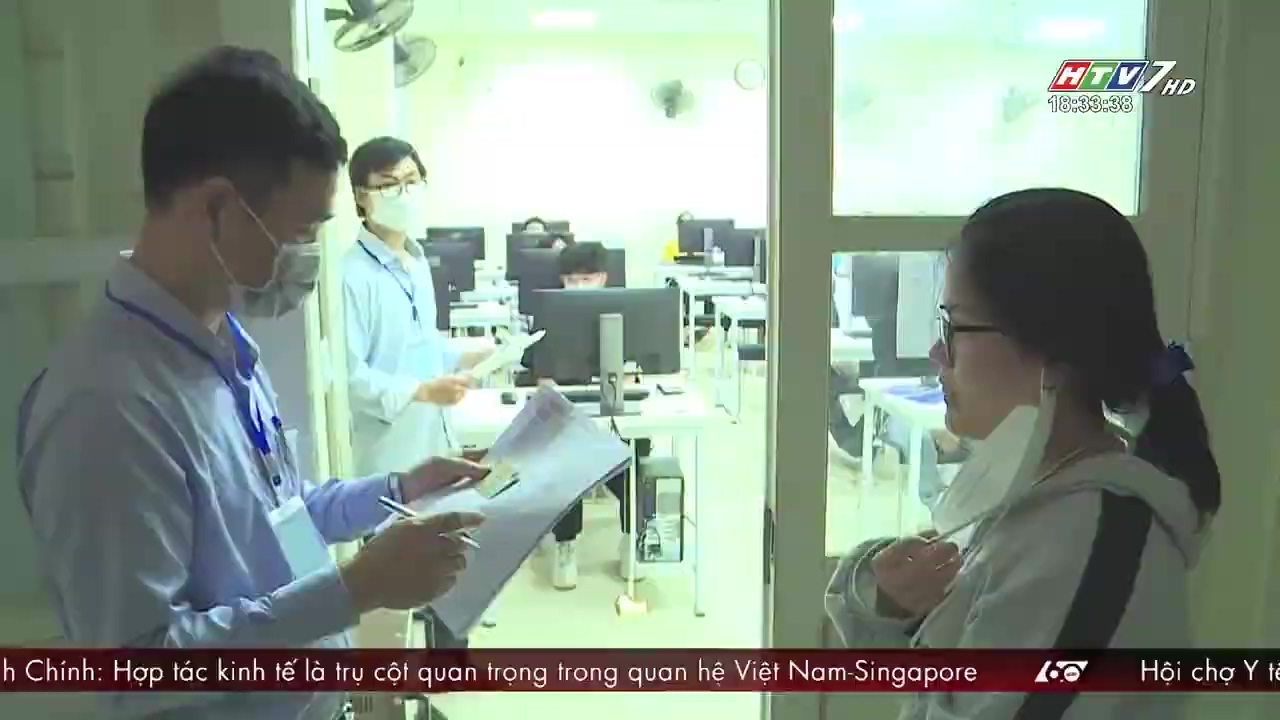 HTV7 HD
18:33:38
h Chính: Hợp tác kinh tế là trụ cột quan trọng trong quan hệ Việt Nam-Singapore
60
Hội chợ Y tế